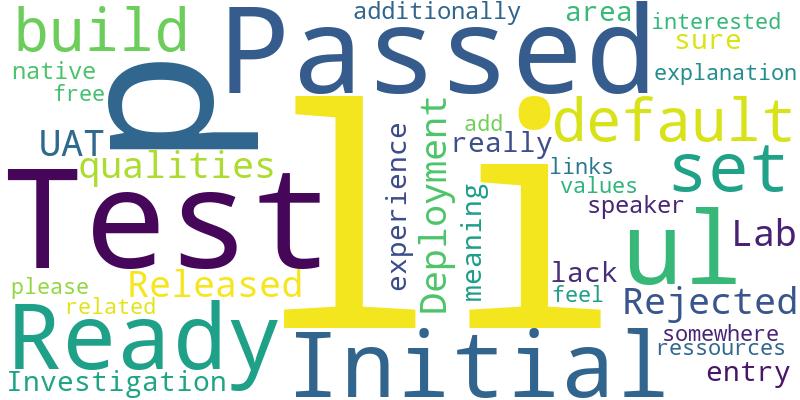 additionally
area
interested
sure
explanation
build
native
free
Passed
p
UAT
qualities
default
add
really
experience
Deployment
meaning
li
links
values
speaker
set
Test
ul
Lab
lack
feel
Released
please
related
Rejected
Ready
Initial
somewhere
ressources
entry
Investigation